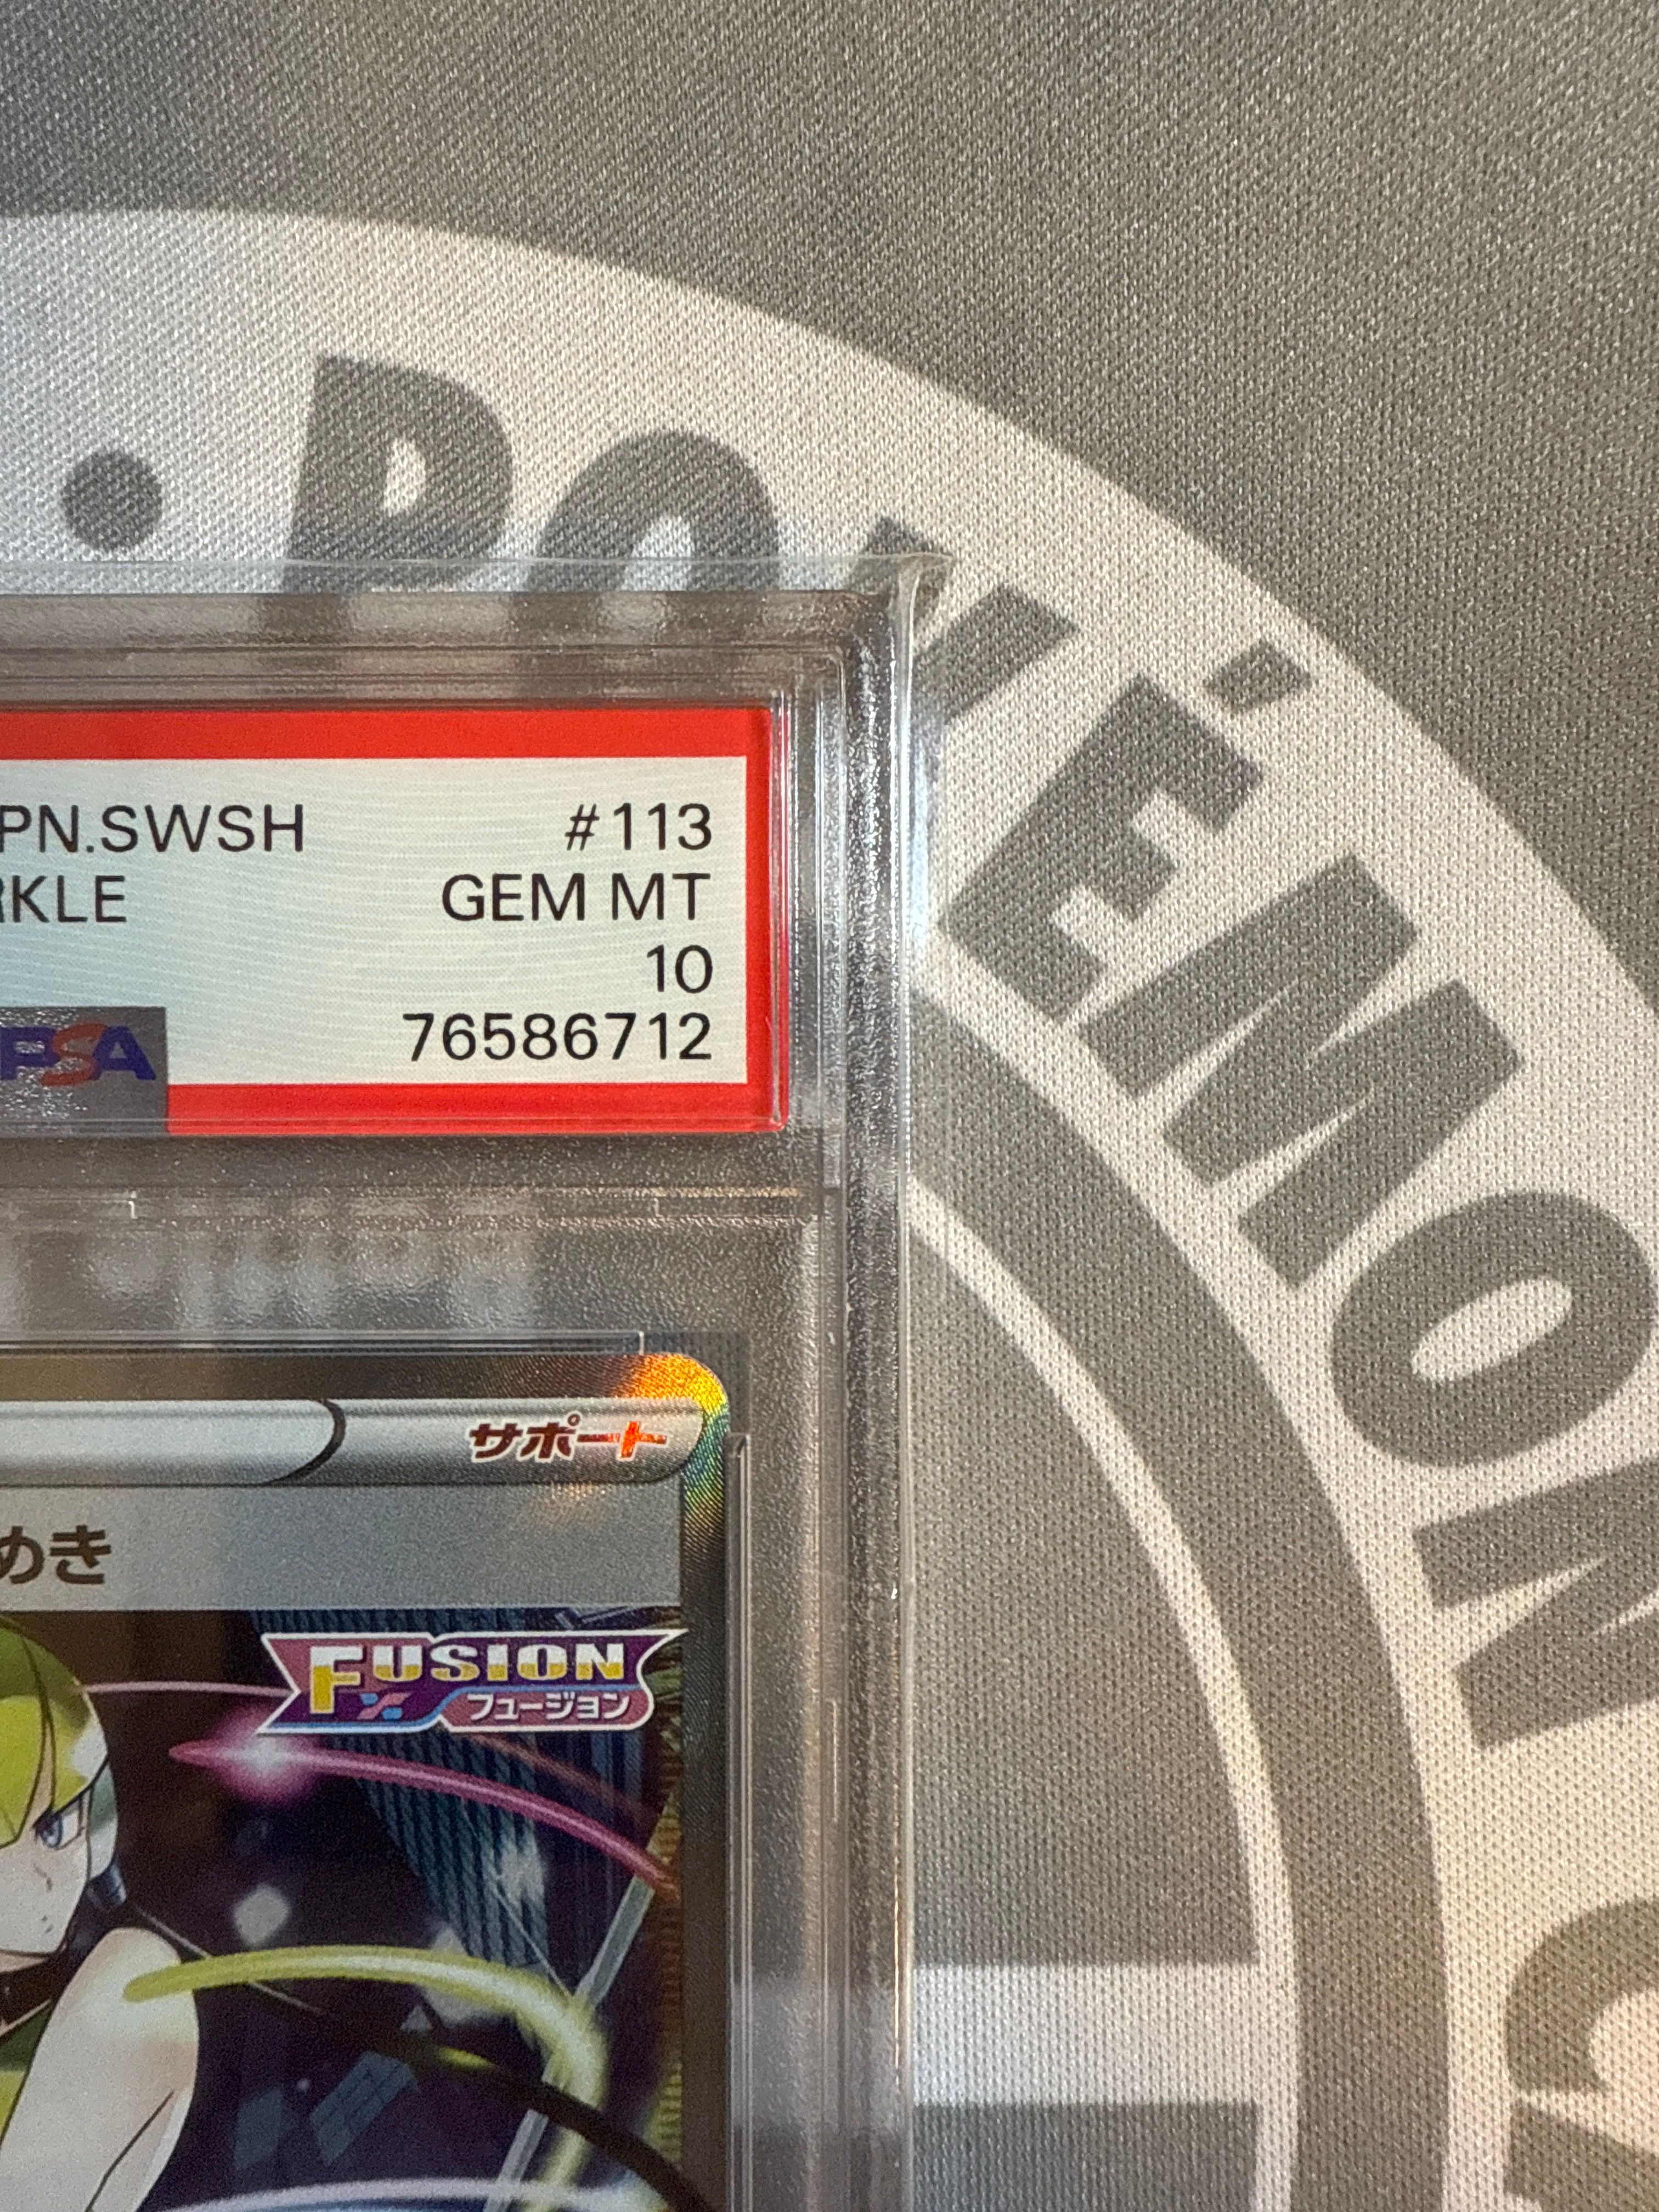 PN.SWSH #113
RKLE GEM MT
10
PSA 76586712
サポート
めき
FUSION
フュージョン